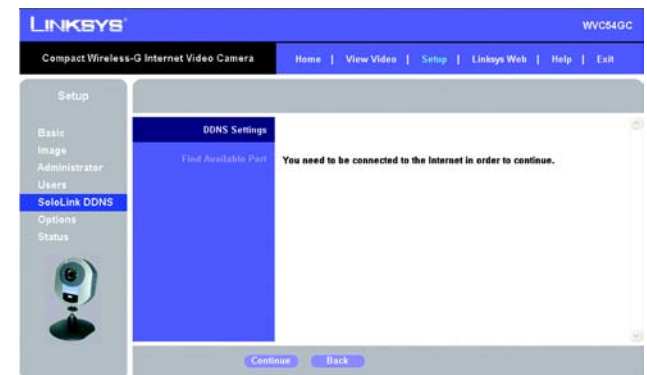 LINKSYS
WVC54GC
Compact Wireless-G Internet Video Camera
Home | View Video | Setup | Linksys Web | Help | Exit
Setup
Basic
Image
Administrator
Users
SoloLink DDNS
Options
Status
DDNS Settings
Find Available Port
You need to be connected to the Internet in order to continue.
Continue
Back